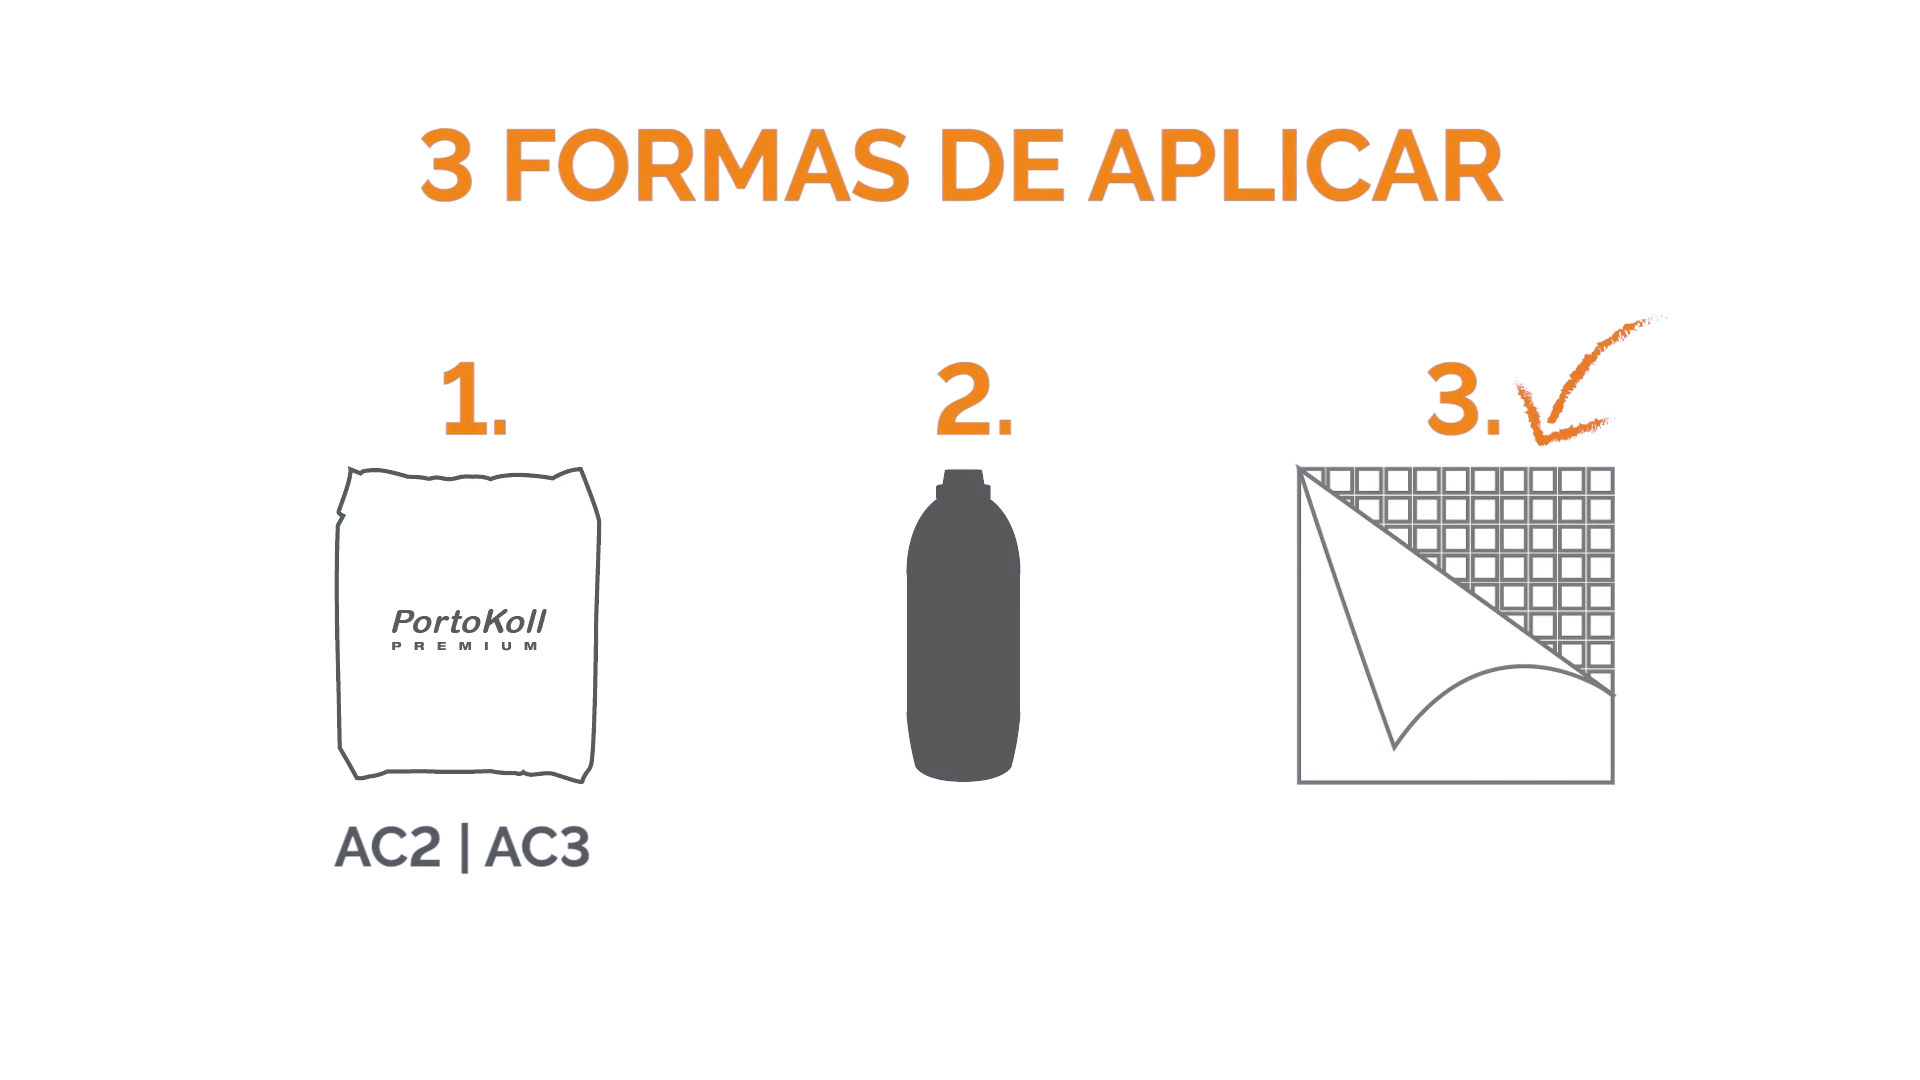 3 FORMAS DE APLICAR
1.
2.
3.
PortoKoll
PREMIUM
AC2 | AC3